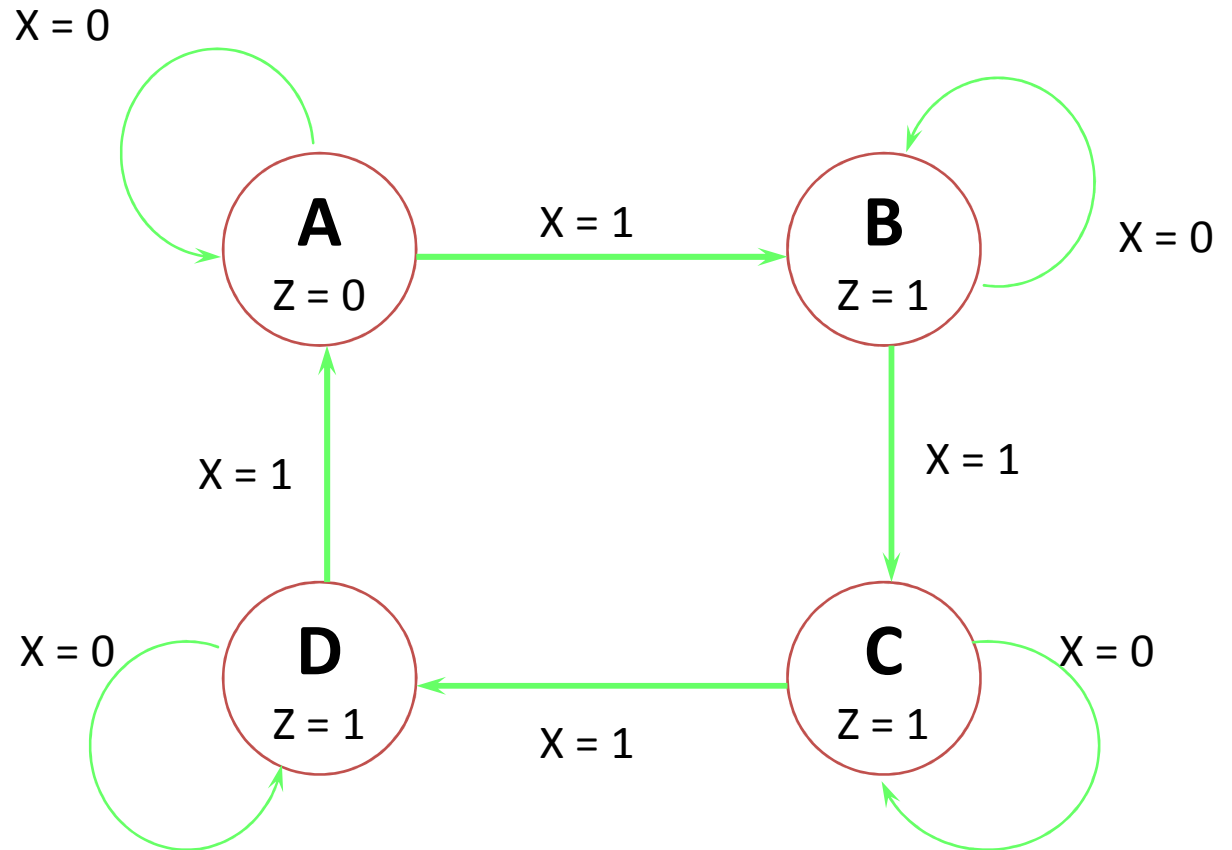 X = 0
A
Z = 0
X = 1
B
Z = 1
X = 0
X = 1
X = 1
D
Z = 1
X = 0
X = 1
C
Z = 1
X = 0